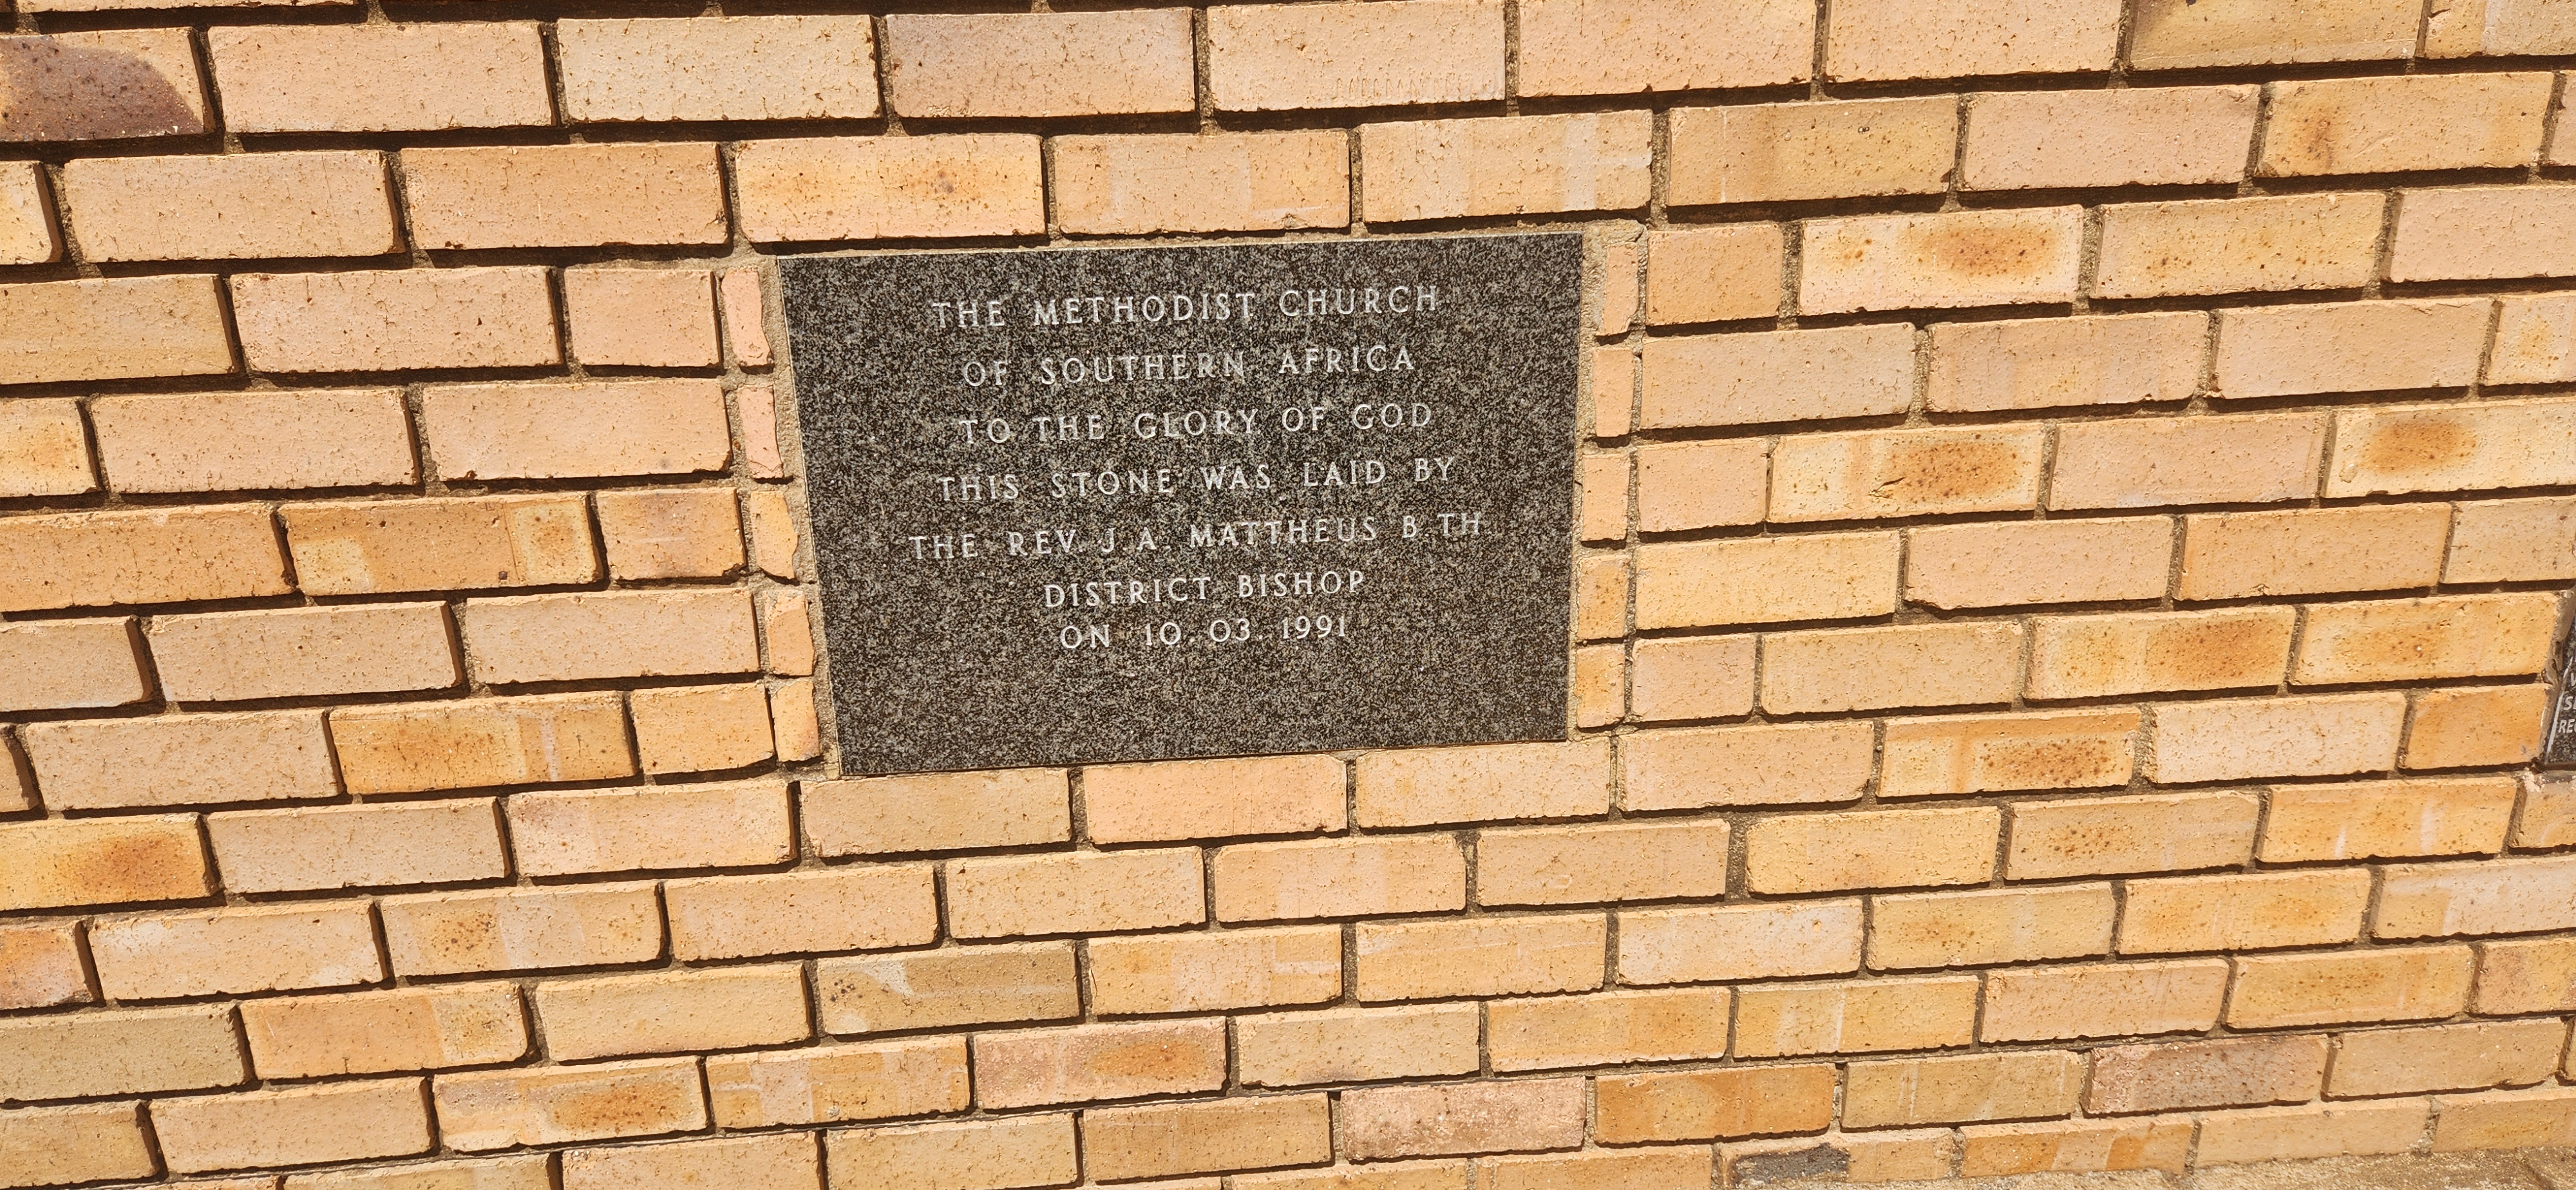 THE METHODIST CHURCH
OF SOUTHERN AFRICA
TO THE GLORY OF GOD
THIS STONE WAS LAID BY
THE REV. J A. MATTHEUS B TH
DISTRICT BISHOP
ON 10. 03. 1991